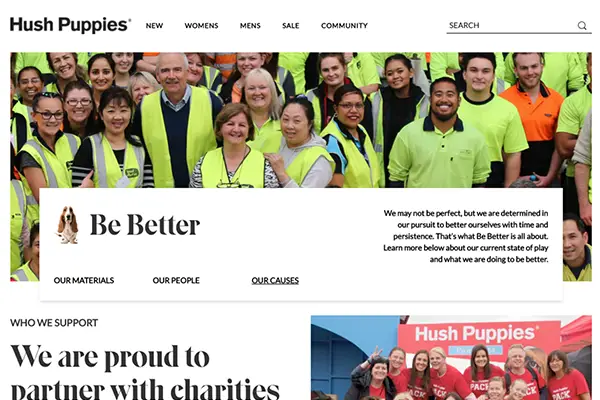 Hush Puppies®
NEW WOMENS MENS SALE COMMUNITY
SEARCH
Be Better
We may not be perfect, but we are determined in
our pursuit to better ourselves with time and
persistence. That's what Be Better is all about.
Learn more below about our current state of play
and what we are doing to be better.
OUR MATERIALS OUR PEOPLE OUR CAUSES
WHO WE SUPPORT
We are proud to
partner with charities
Hush Puppies®
PACK